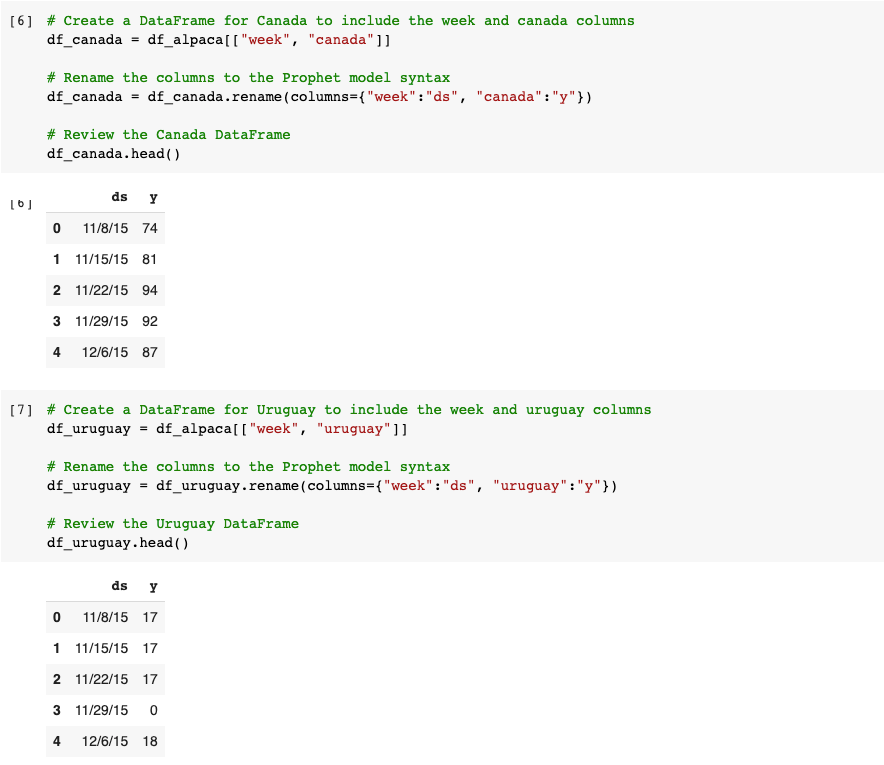 [6] # Create a DataFrame for Canada to include the week and canada columns
df_canada = df_alpaca[["week", "canada"]]
# Rename the columns to the Prophet model syntax
df_canada = df_canada.rename(columns={"week":"ds", "canada":"y"})
# Review the Canada DataFrame
df_canada.head()
[6] ds y
0 11/8/15 74
1 11/15/15 81
2 11/22/15 94
3 11/29/15 92
4 12/6/15 87
[7] # Create a DataFrame for Uruguay to include the week and uruguay columns
df_uruguay = df_alpaca[["week", "uruguay"]]
# Rename the columns to the Prophet model syntax
df_uruguay = df_uruguay.rename(columns={"week":"ds", "uruguay":"y"})
# Review the Uruguay DataFrame
df_uruguay.head()
ds y
0 11/8/15 17
1 11/15/15 17
2 11/22/15 17
3 11/29/15 0
4 12/6/15 18